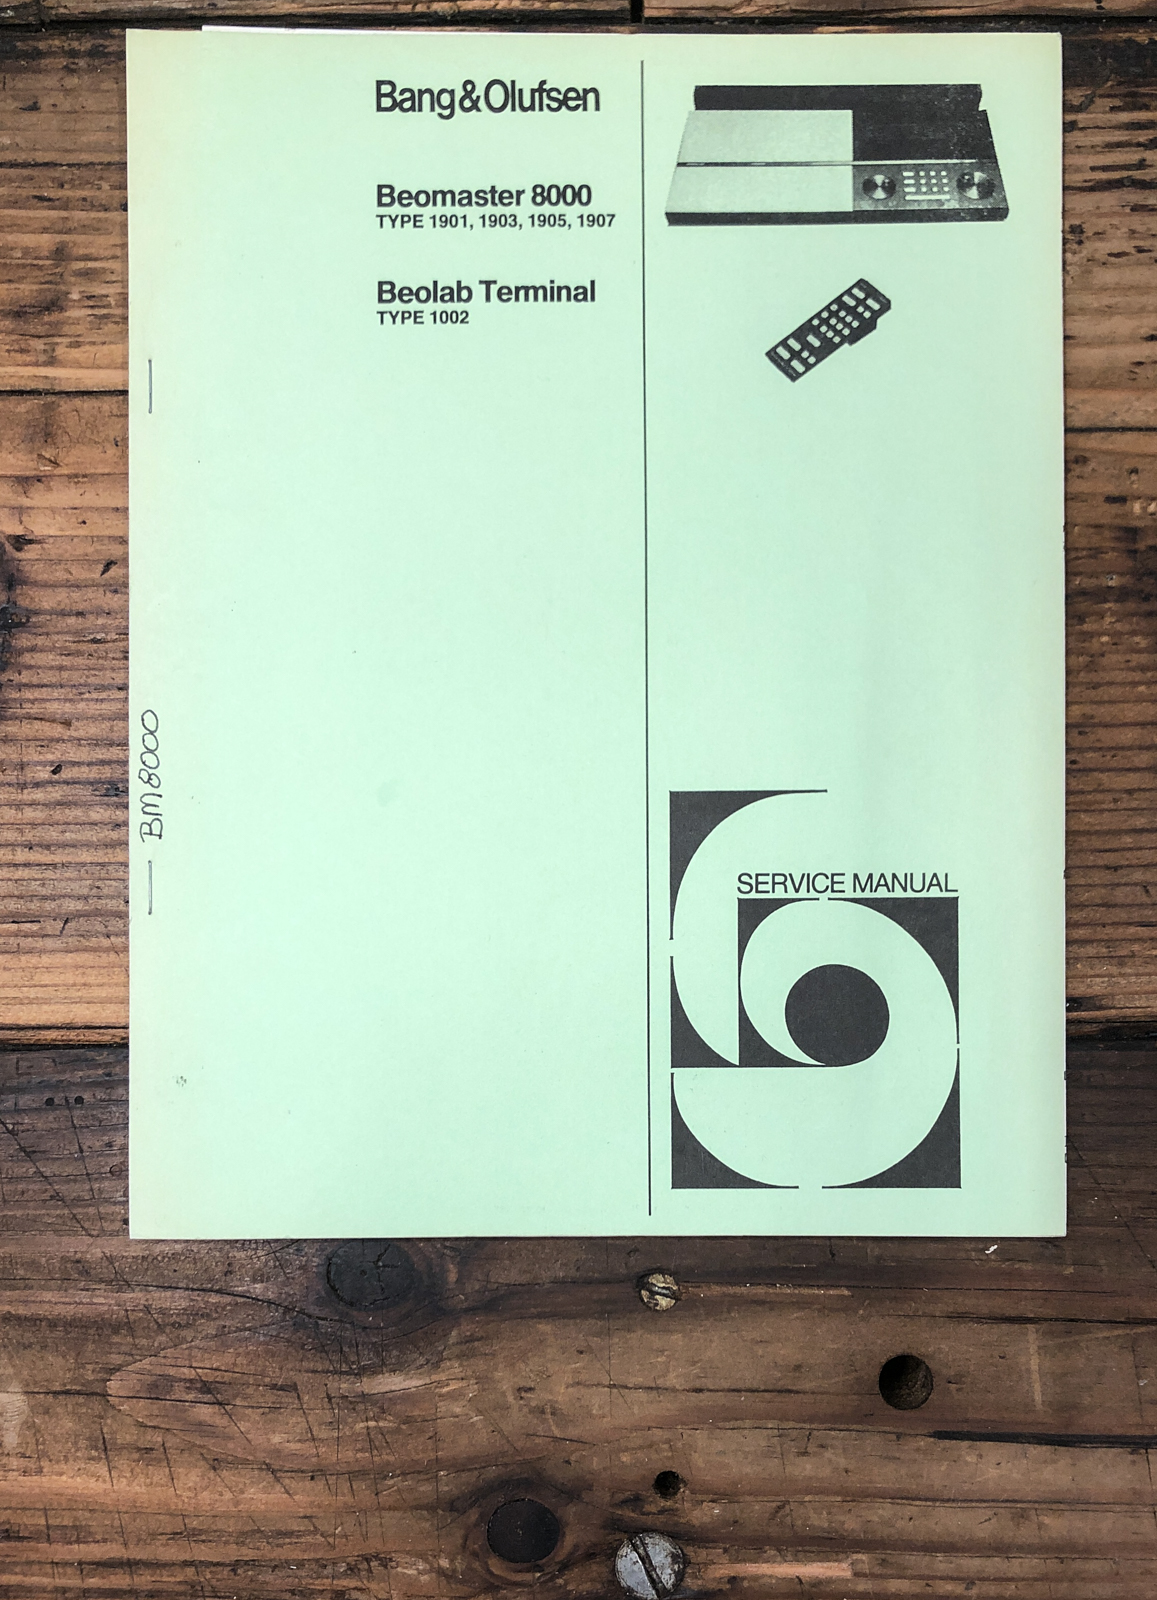 Bang&Olufsen
Beomaster 8000
TYPE 1901, 1903, 1905, 1907
Beolab Terminal
TYPE 1002
BM8000
SERVICE MANUAL